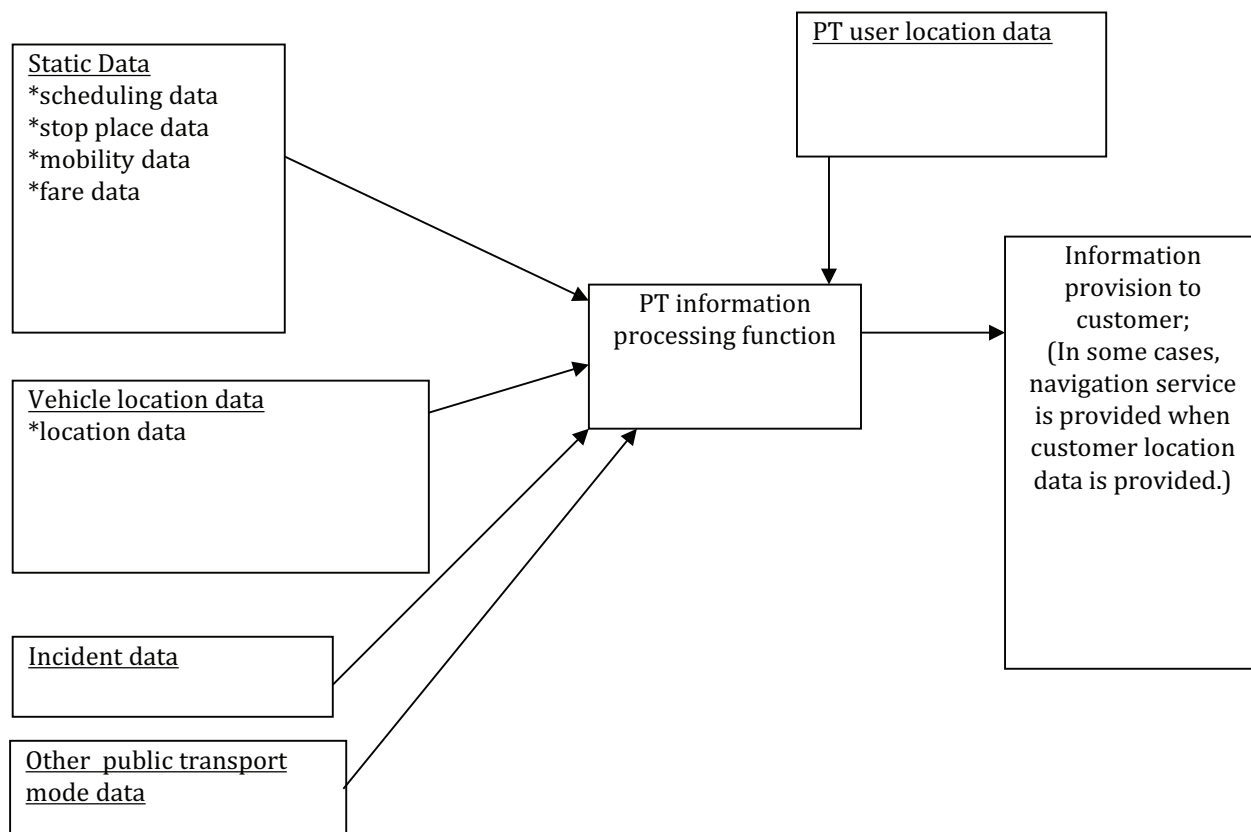 PT user location data
Static Data
*scheduling data
*stop place data
*mobility data
*fare data
Information
provision to
customer;
(In some cases,
navigation service
is provided when
customer location
data is provided.)
PT information
processing function
Vehicle location data
*location data
Incident data
Other  public transport
mode data